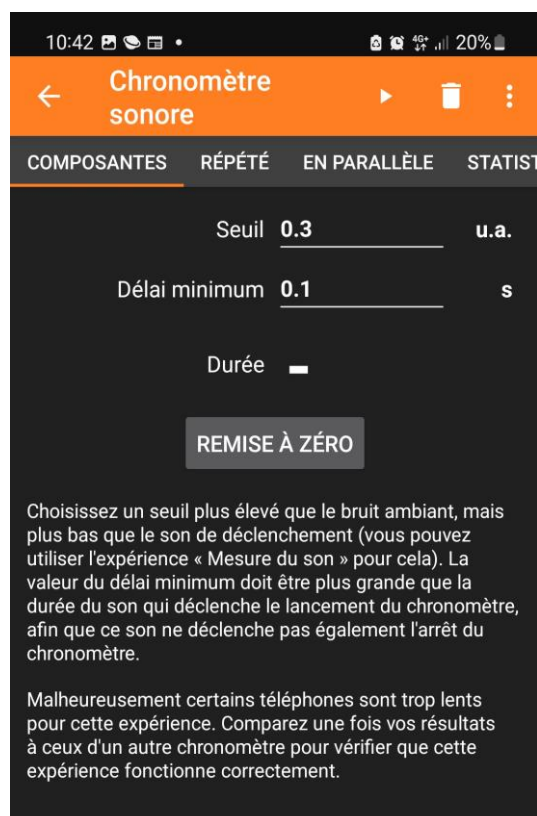 10:42
4G+ 20%
Chronomètre
sonore
COMPOSANTES RÉPÉTÉ EN PARALLÈLE STATIST
Seuil 0.3 u.a.
Délai minimum 0.1 s
Durée -
REMISE À ZÉRO
Choisissez un seuil plus élevé que le bruit ambiant, mais
plus bas que le son de déclenchement (vous pouvez
utiliser l'expérience « Mesure du son » pour cela). La
valeur du délai minimum doit être plus grande que la
durée du son qui déclenche le lancement du chronomètre,
afin que ce son ne déclenche pas également l'arrêt du
chronomètre.
Malheureusement certains téléphones sont trop lents
pour cette expérience. Comparez une fois vos résultats
à ceux d'un autre chronomètre pour vérifier que cette
expérience fonctionne correctement.